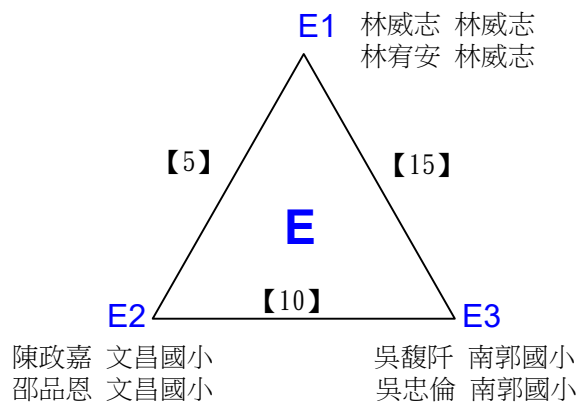 E1 林威志 林威志
林宥安 林威志
【5】 【15】
E
【10】
E2 E3
陳政嘉 文昌國小 吳馥阡 南郭國小
邵品恩 文昌國小 吳忠倫 南郭國小